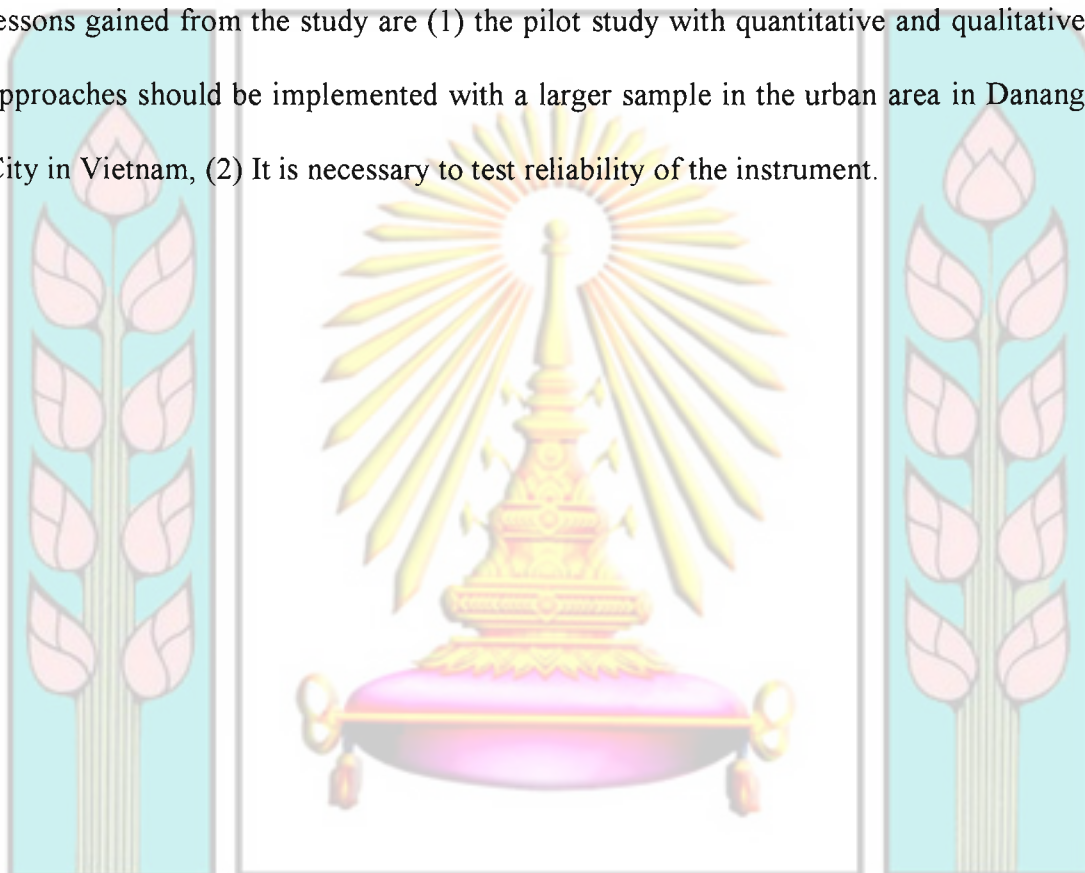 essons gained from the study are (1) the pilot study with quantitative and qualitative
pproaches should be implemented with a larger sample in the urban area in Danang
City in Vietnam, (2) It is necessary to test reliability of the instrument.